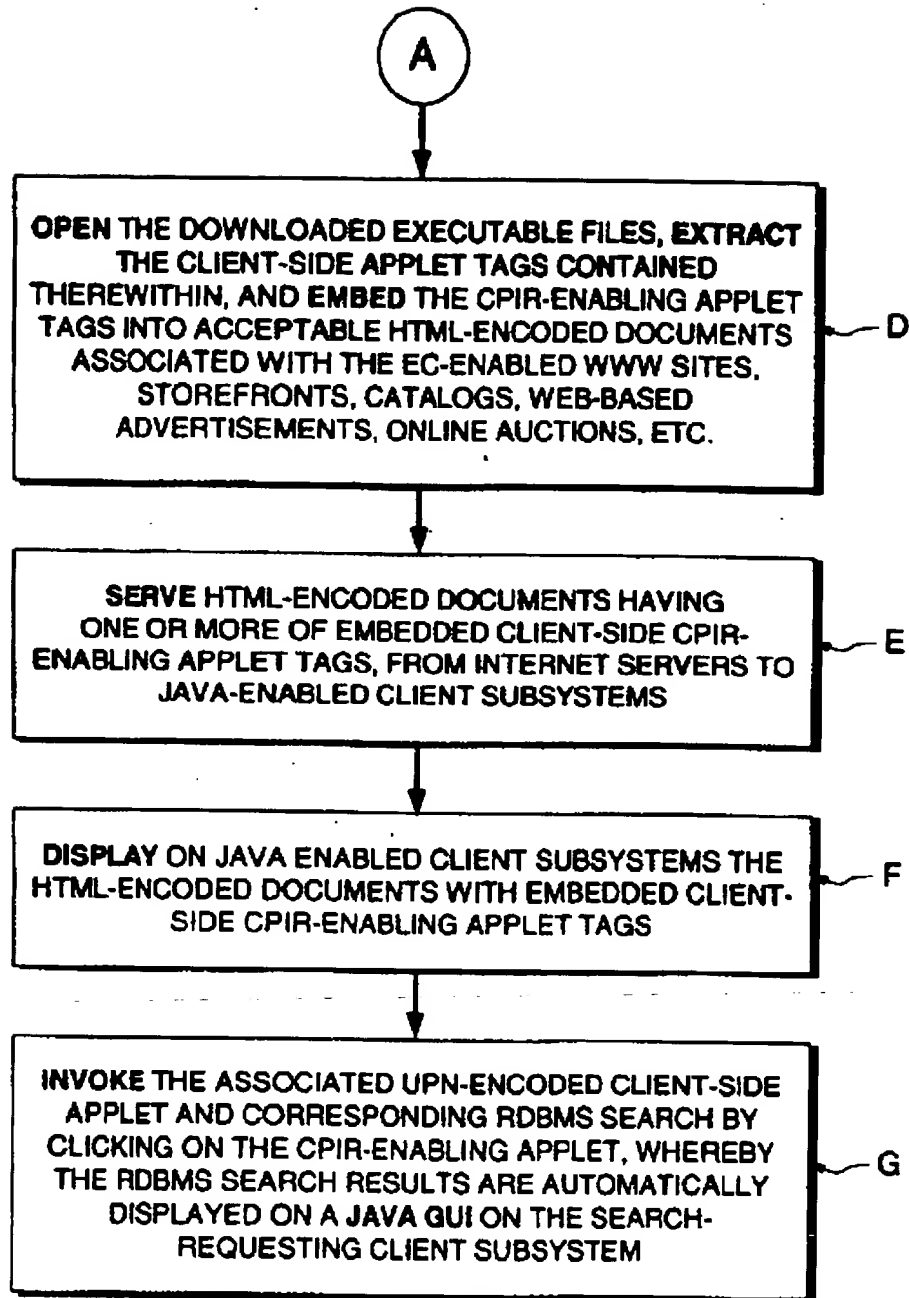 A
OPEN THE DOWNLOADED EXECUTABLE FILES, EXTRACT
THE CLIENT-SIDE APPLET TAGS CONTAINED
THEREWITHIN, AND EMBED THE CPIR-ENABLING APPLET
TAGS INTO ACCEPTABLE HTML-ENCODED DOCUMENTS
ASSOCIATED WITH THE EC-ENABLED WWW SITES,
STOREFRONTS, CATALOGS, WEB-BASED
ADVERTISEMENTS, ONLINE AUCTIONS, ETC.
D
SERVE HTML-ENCODED DOCUMENTS HAVING
ONE OR MORE OF EMBEDDED CLIENT-SIDE CPIR-
ENABLING APPLET TAGS, FROM INTERNET SERVERS TO
JAVA-ENABLED CLIENT SUBSYSTEMS
E
DISPLAY ON JAVA ENABLED CLIENT SUBSYSTEMS THE
HTML-ENCODED DOCUMENTS WITH EMBEDDED CLIENT-
SIDE CPIR-ENABLING APPLET TAGS
F
INVOKE THE ASSOCIATED UPN-ENCODED CLIENT-SIDE
APPLET AND CORRESPONDING RDBMS SEARCH BY
CLICKING ON THE CPIR-ENABLING APPLET, WHEREBY
THE RDBMS SEARCH RESULTS ARE AUTOMATICALLY
DISPLAYED ON A JAVA GUI ON THE SEARCH-
REQUESTING CLIENT SUBSYSTEM
G